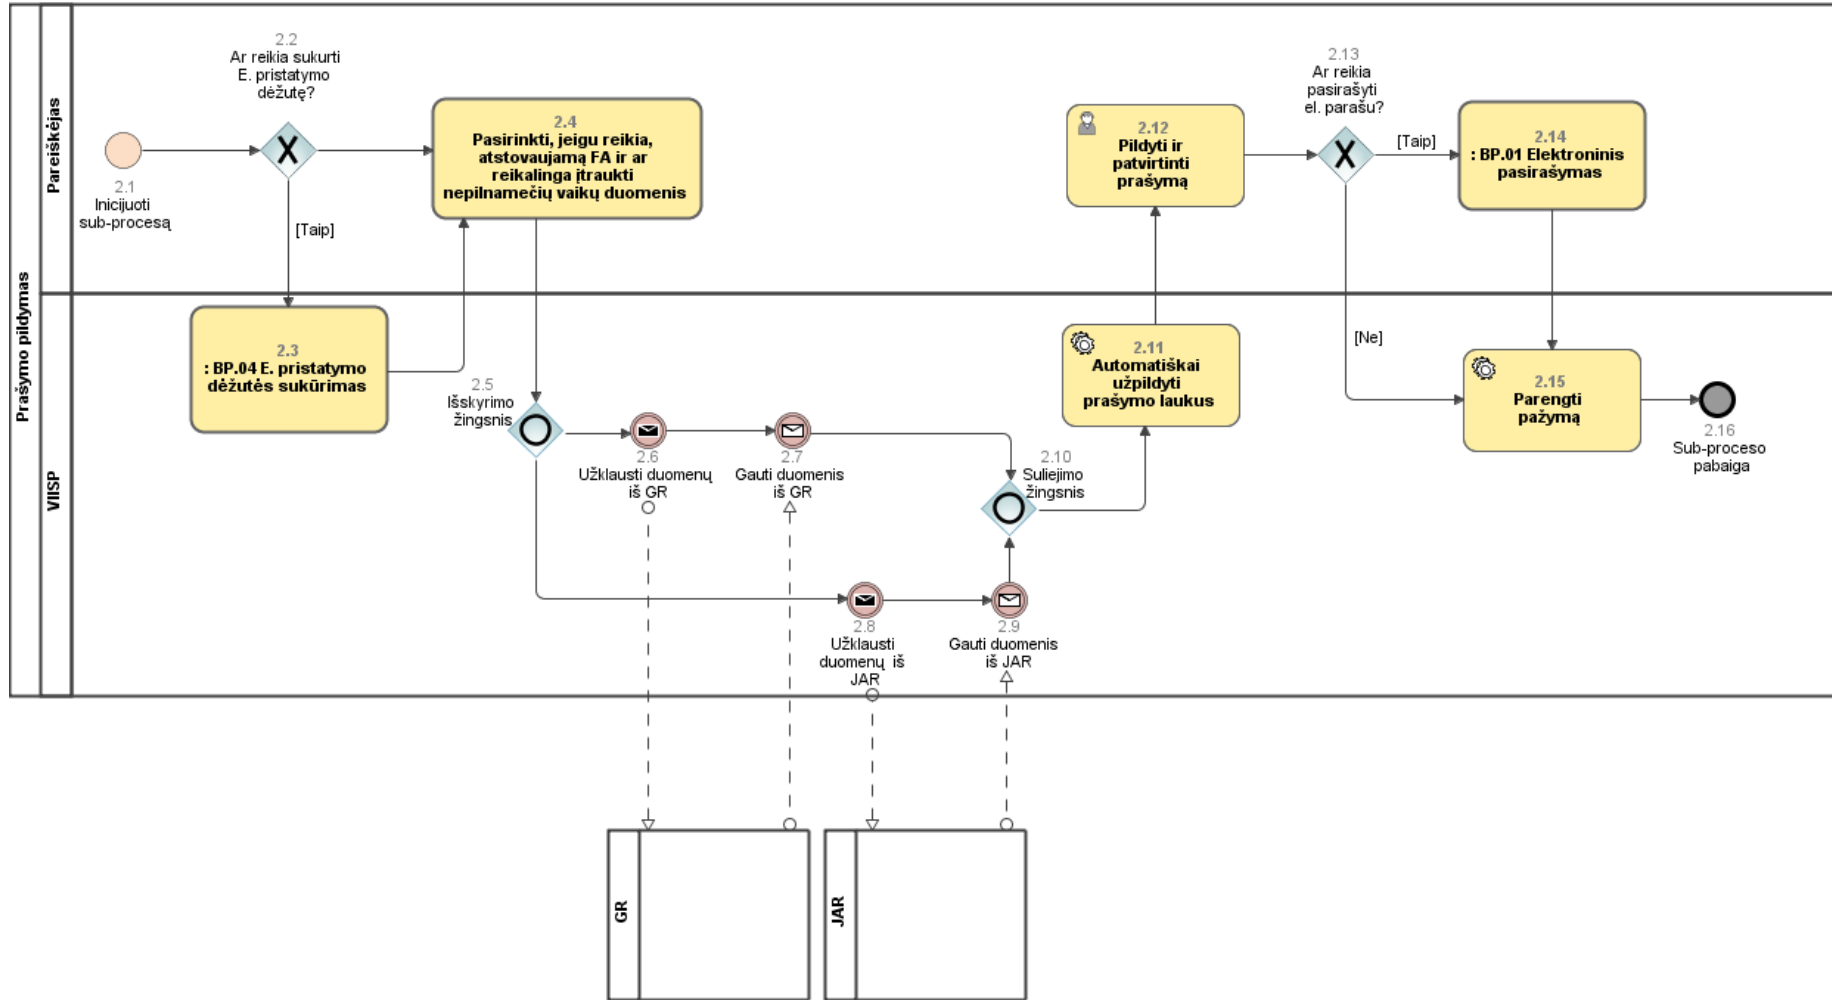 Prašymo pildymas
Pareiškėjas
2.1
Inicijuoti
sub-procesą
2.2
Ar reikia sukurti
E. pristatymo
dėžutę?
[Taip]
2.4
Pasirinkti, jeigu reikia,
atstovaujamą FA ir ar
reikalinga įtraukti
nepilnamečių vaikų duomenis
2.12
Pildyti ir
patvirtinti
prašymą
2.13
Ar reikia
pasirašyti
el. parašu?
[Taip]
2.14
: BP.01 Elektroninis
pasirašymas
VIISP
2.3
: BP.04 E. pristatymo
dėžutės sukūrimas
2.5
Išskyrimo
žingsnis
2.6
Užklausti duomenų
iš GR
2.7
Gauti duomenis
iš GR
2.8
Užklausti
duomenų  iš
JAR
2.9
Gauti duomenis
iš JAR
2.10
Suliejimo
žingsnis
2.11
Automatiškai
užpildyti
prašymo laukus
[Ne]
2.15
Parengti
pažymą
2.16
Sub-proceso
pabaiga
GR
JAR